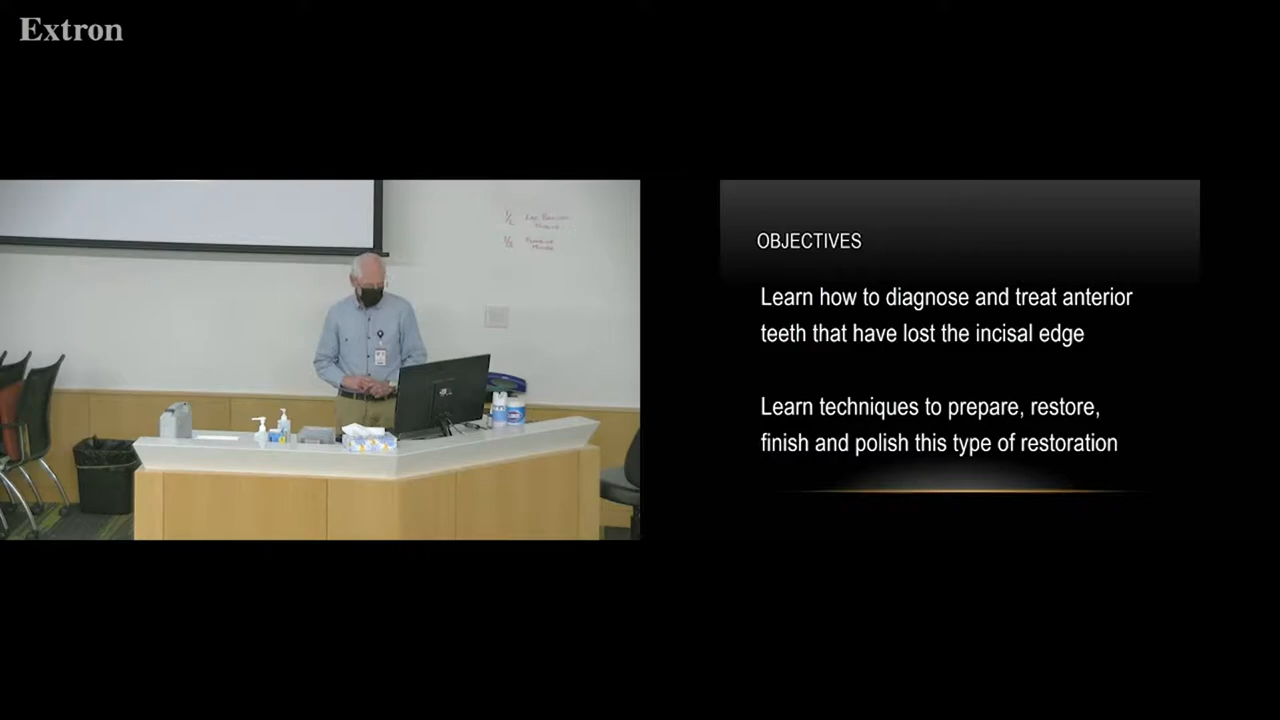 Extron
OBJECTIVES
Learn how to diagnose and treat anterior
teeth that have lost the incisal edge
Learn techniques to prepare, restore,
finish and polish this type of restoration